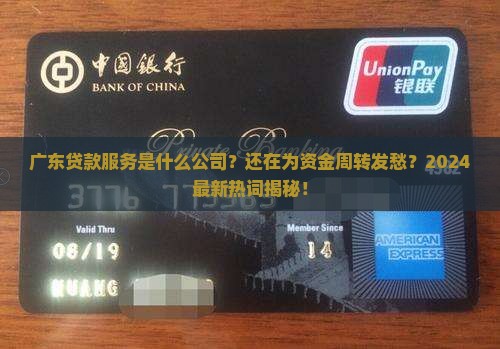 中國銀行
BANK OF CHINA
UnionPay
银联
Private Banking
广东贷款服务是什么公司？还在为资金周转发愁？2024
最新热词揭秘！
Valid Thru
Member Since
06/19
14
HUANG
AMERICAN
EXPRESS